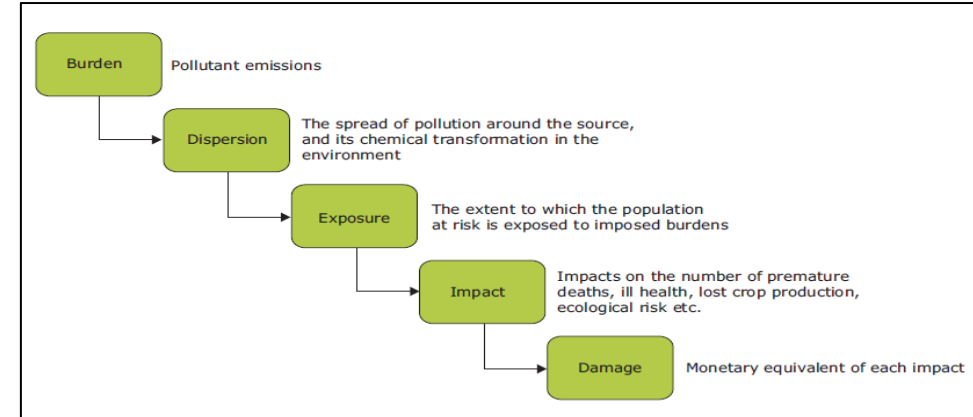 Burden
Pollutant emissions
Dispersion
The spread of pollution around the source,
and its chemical transformation in the
environment
Exposure
The extent to which the population
at risk is exposed to imposed burdens
Impact
Impacts on the number of premature
deaths, ill health, lost crop production,
ecological risk etc.
Damage
Monetary equivalent of each impact